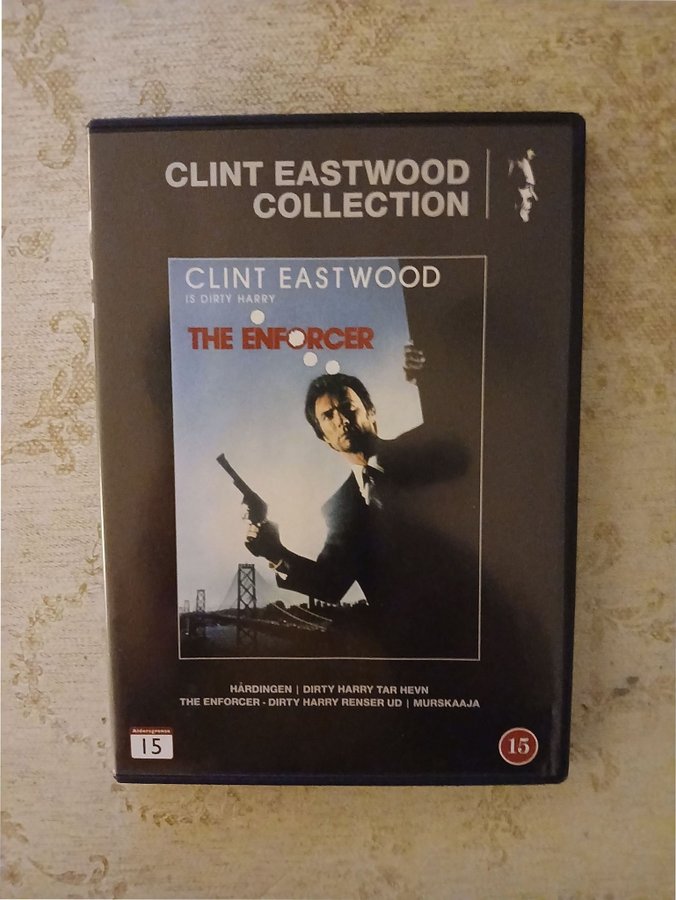 CLINT EASTWOOD
COLLECTION
CLINT EASTWOOD
IS DIRTY HARRY
THE ENFORCER
HÅRDINGEN | DIRTY HARRY TAR HEVN
THE ENFORCER - DIRTY HARRY RENSER UD | MURSKAAJA
Aldersgrense
15
15